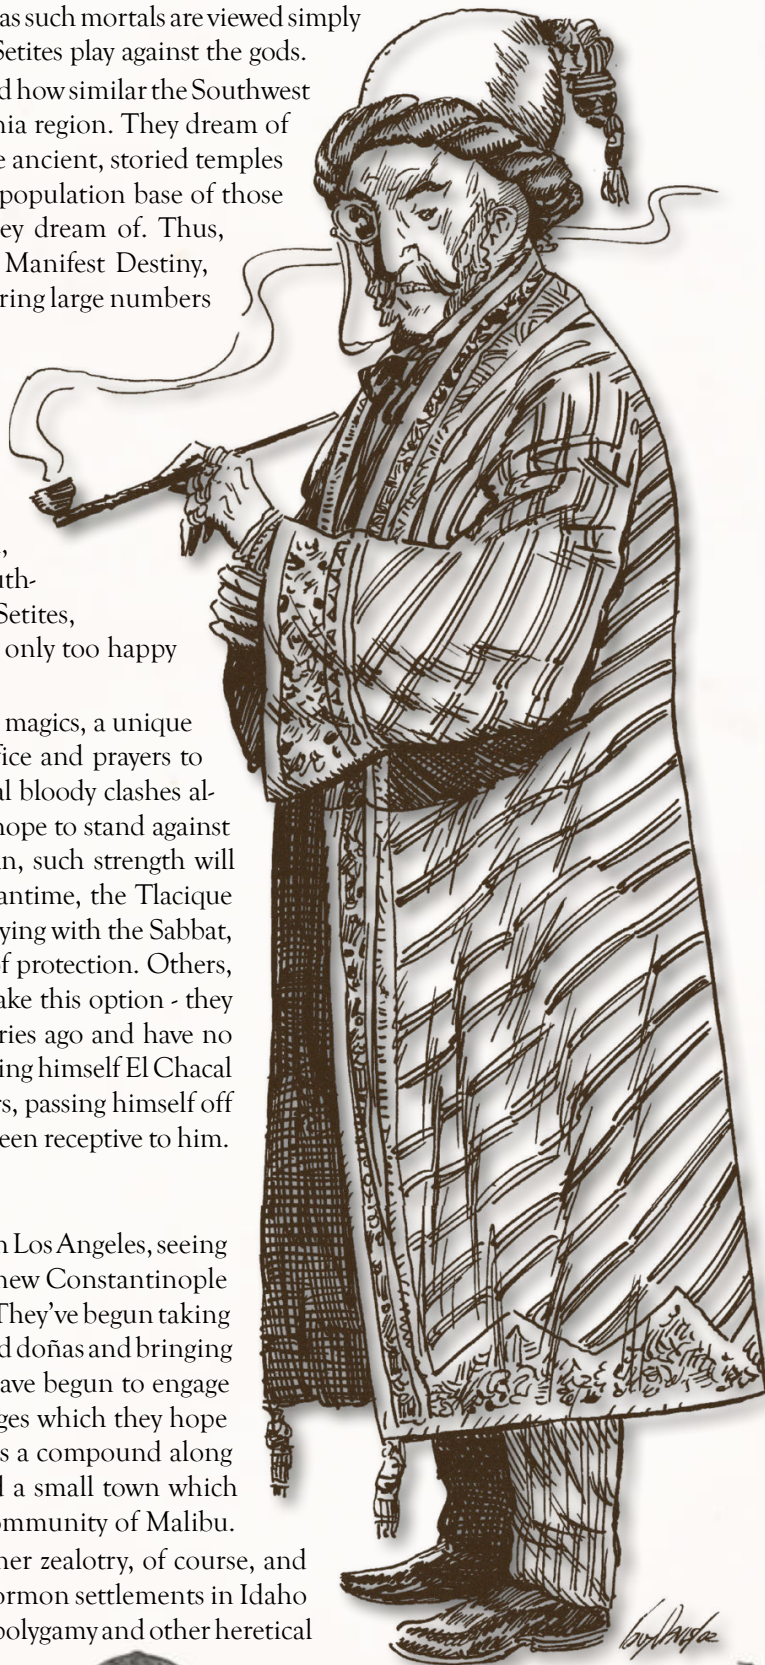 as such mortals are viewed simply
Setites play against the gods.
d how similar the Southwest
nia region. They dream of
e ancient, storied temples
population base of those
ey dream of. Thus,
Manifest Destiny,
ring large numbers
,
uth-
Setites,
only too happy
magics, a unique
fice and prayers to
al bloody clashes al-
hope to stand against
in, such strength will
antime, the Tlacique
ying with the Sabbat,
of protection. Others,
ake this option - they
ries ago and have no
ing himself El Chacal
rs, passing himself off
een receptive to him.
n Los Angeles, seeing
new Constantinople
They've begun taking
d doñas and bringing
ave begun to engage
ges which they hope
s a compound along
d a small town which
ommunity of Malibu.
her zealotry, of course, and
ormon settlements in Idaho
polygamy and other heretical